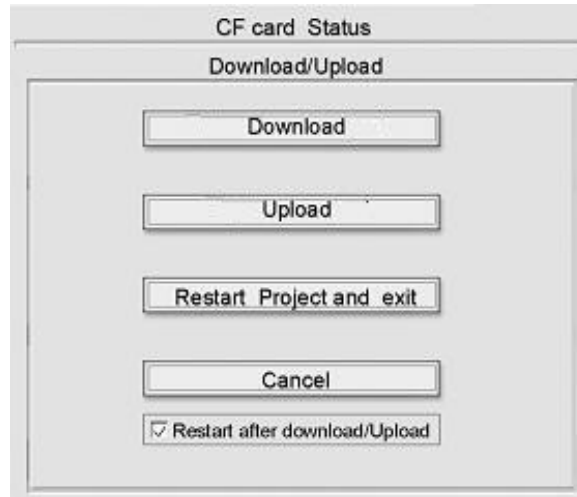 CF card Status
Download/Upload
Download
Upload
Restart Project and exit
Cancel
Restart after download/Upload